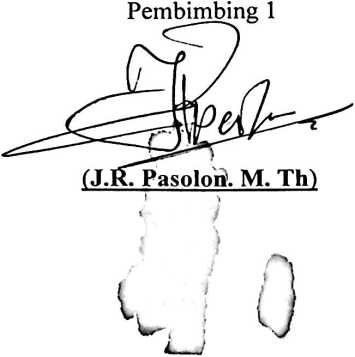 Pembimbing 1
(J.R. Pasolon. M. Th)